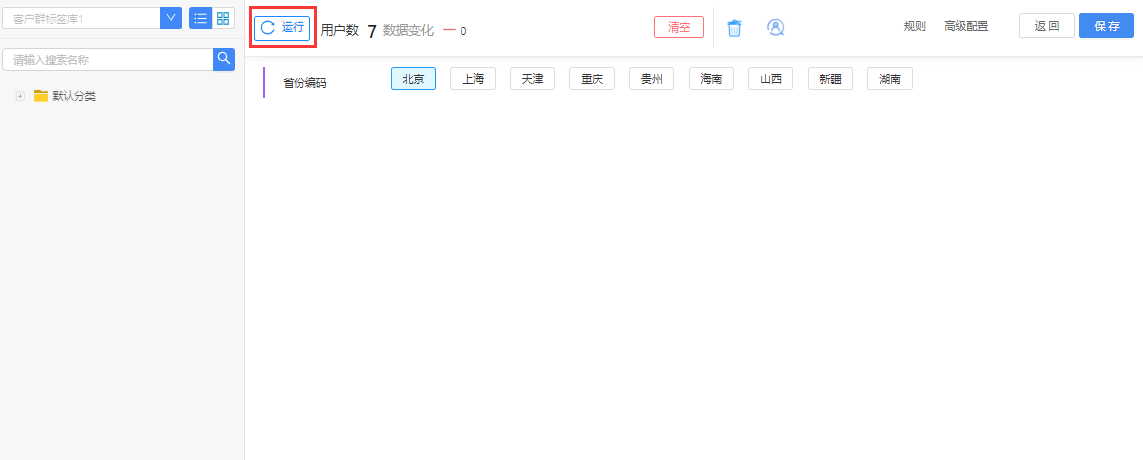 客户群标签库1
运行 用户数 7 数据变化 — 0 清空 规则 高级配置 返回 保存
请输入搜索名称
默认分类
省份编码 北京 上海 天津 重庆 贵州 海南 山西 新疆 湖南